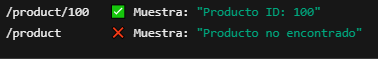 /product/100 ✅ Muestra: "Producto ID: 100"
/product ❌ Muestra: "Producto no encontrado"